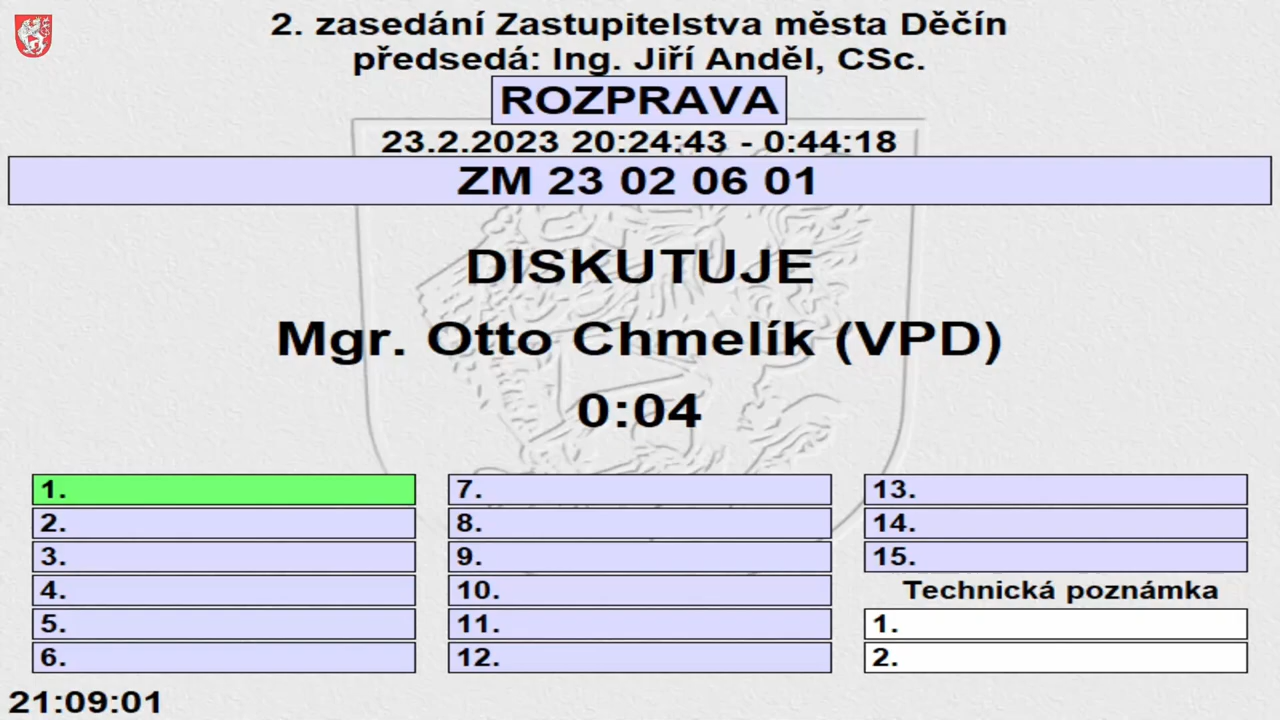 2. zasedání Zastupitelstva města Děčín
předsedá: Ing. Jiří Anděl, CSc.
ROZPRAVA
23.2.2023 20:24:43 - 0:44:18
ZM 23 02 06 01
DISKUTUJE
Mgr. Otto Chmelík (VPD)
0:04
1.
2.
3.
4.
5.
6.
7.
8.
9.
10.
11.
12.
13.
14.
15.
Technická poznámka
1.
2.
21:09:01